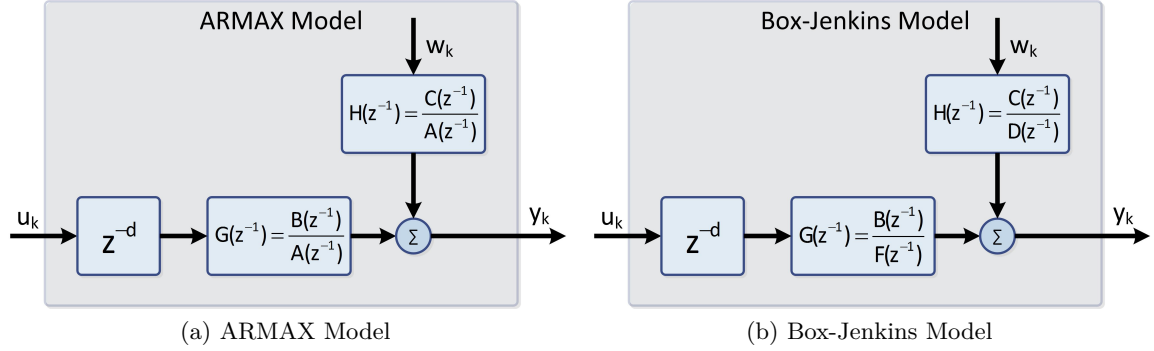 ARMAX Model
w_k
H(z⁻¹) = C(z⁻¹) / A(z⁻¹)
u_k
z⁻ᵈ
G(z⁻¹) = B(z⁻¹) / A(z⁻¹)
Σ
y_k
(a) ARMAX Model
Box-Jenkins Model
w_k
H(z⁻¹) = C(z⁻¹) / D(z⁻¹)
u_k
z⁻ᵈ
G(z⁻¹) = B(z⁻¹) / F(z⁻¹)
Σ
y_k
(b) Box-Jenkins Model